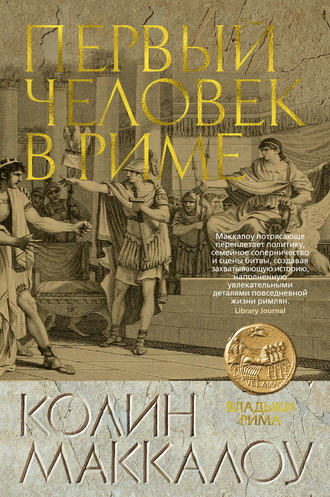 ПЕРВЫЙ
ЧЕЛОВЕК
В РИМЕ
Маккалоу потрясающе
переплетает политику,
семейное соперничество
и сцены битвы, создавая
захватывающую историю,
наполненную
увлекательными
деталями повседневной
жизни римлян.
Library Journal
ВЛАДЫКИ
РИМА
КОЛИН
МАККАЛОУ